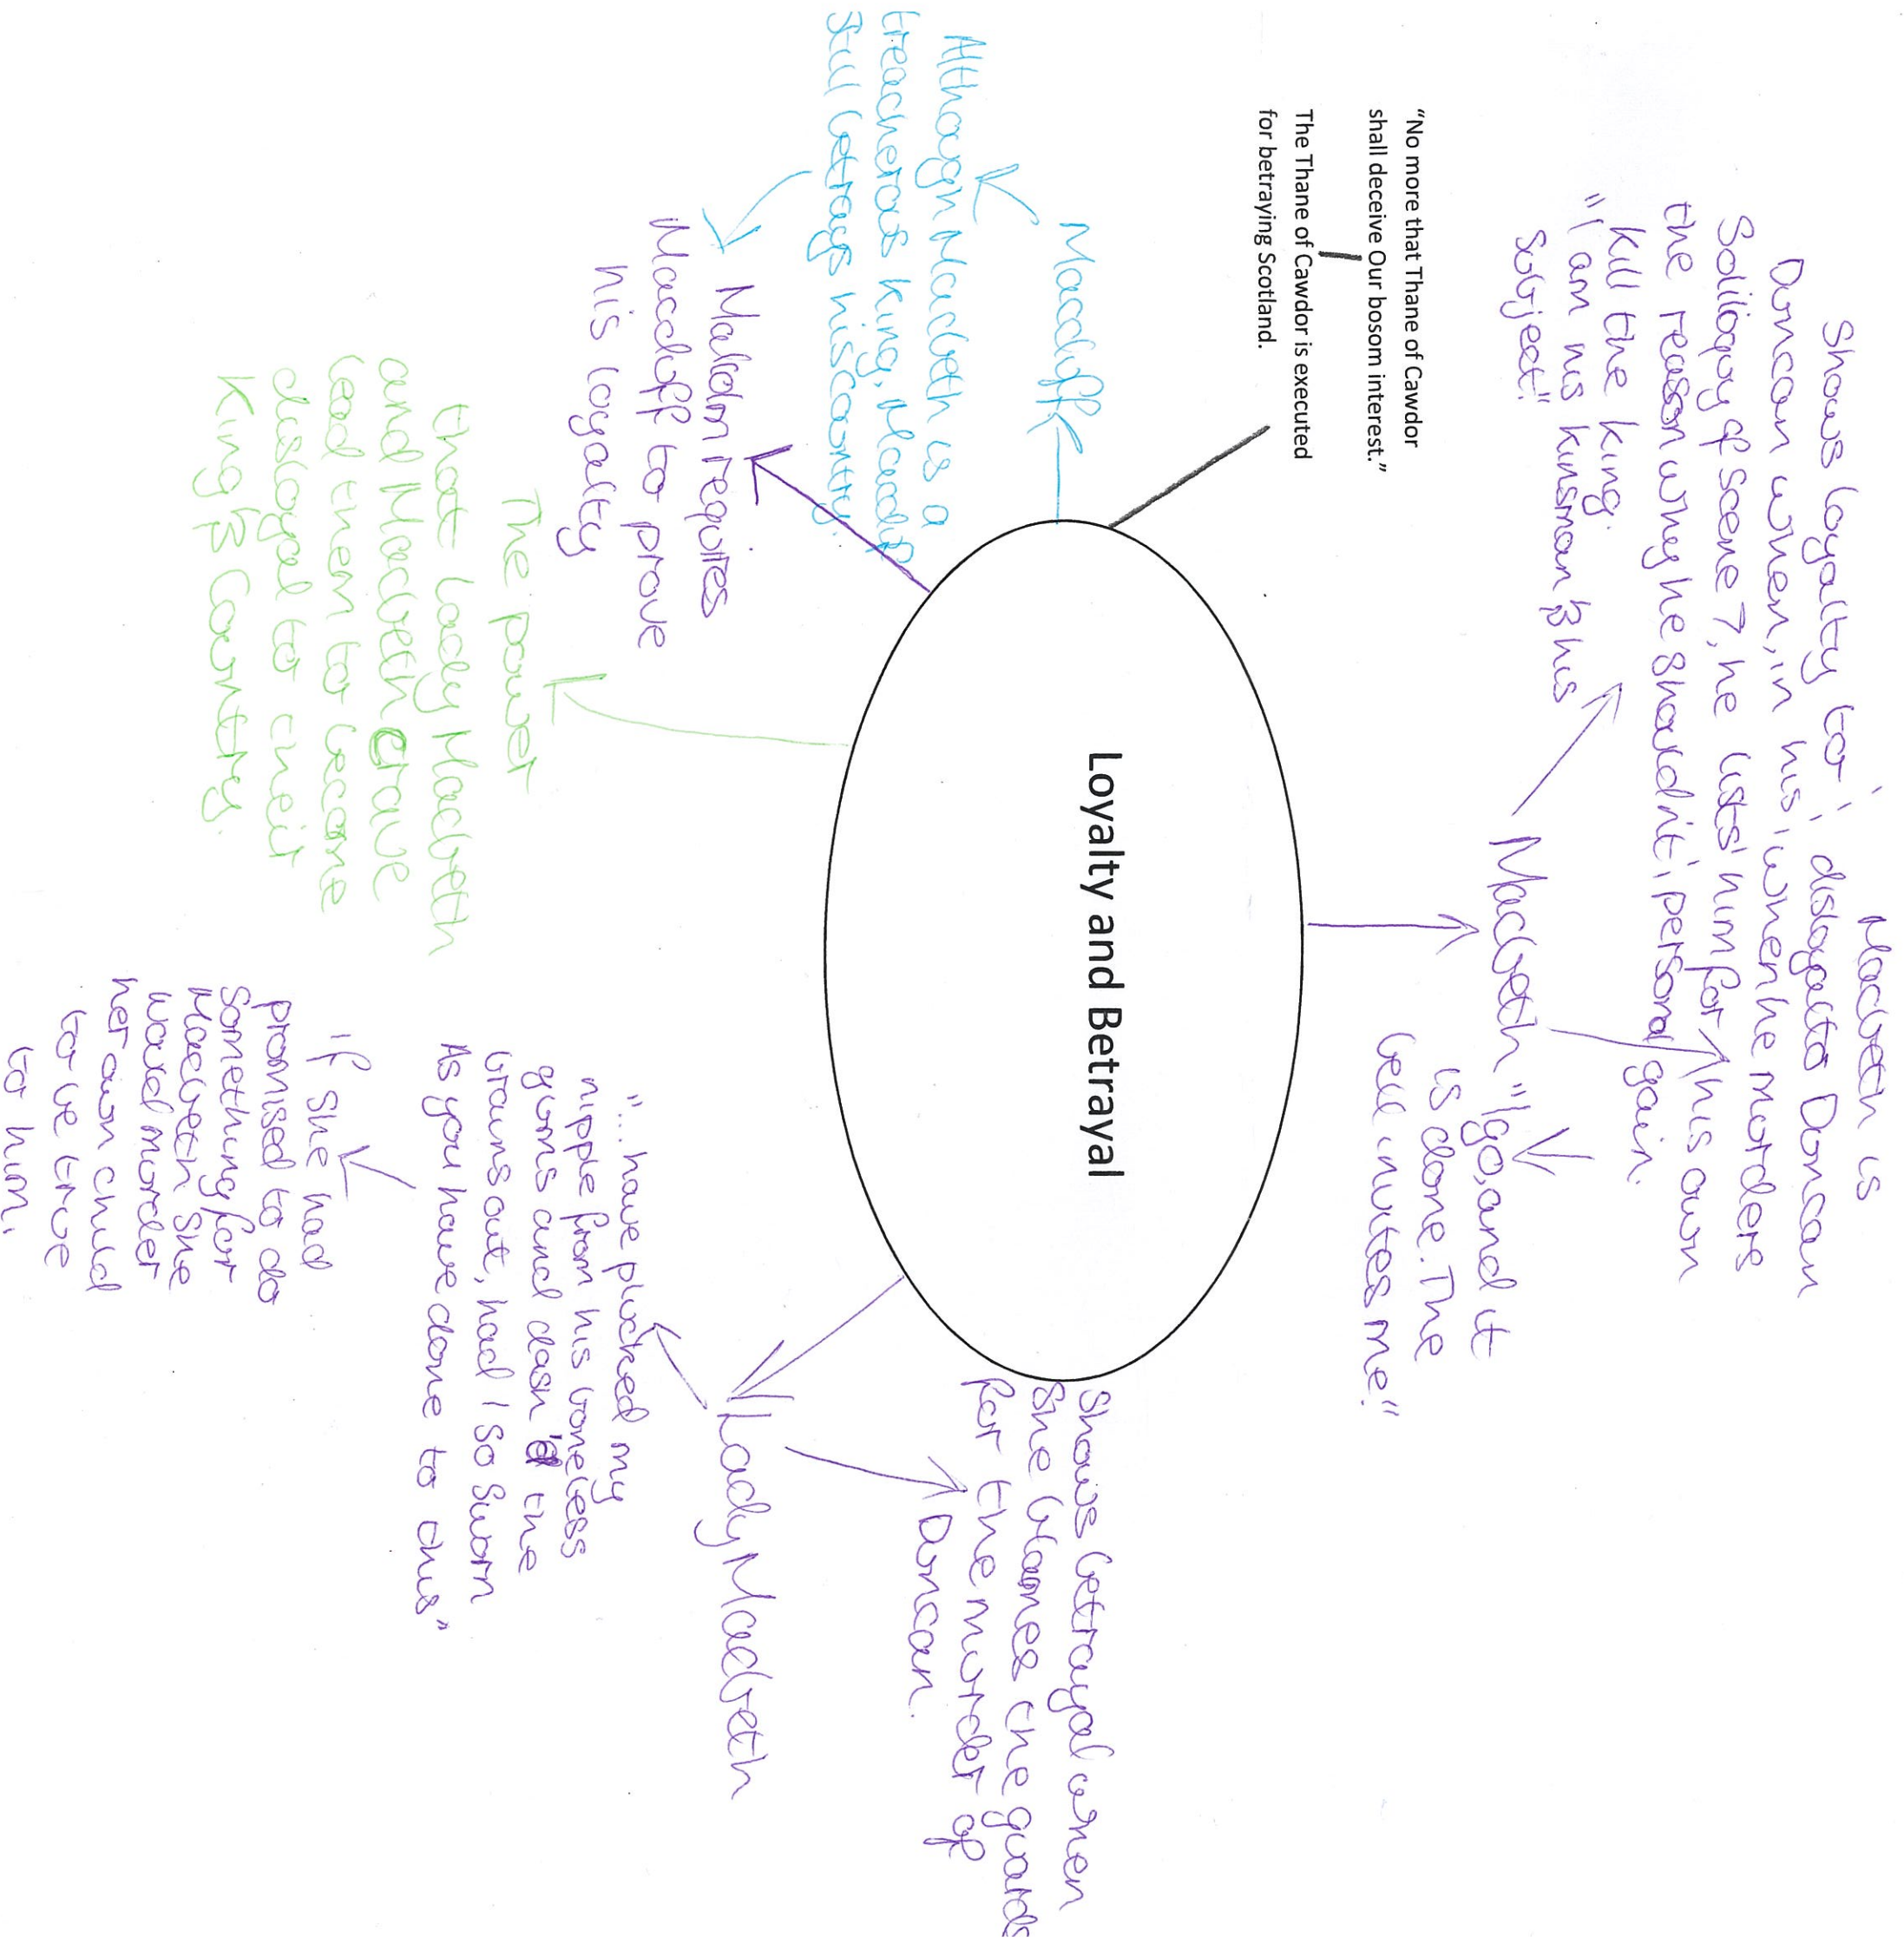 Loyalty and Betrayal
"No more that Thane of Cawdor
shall deceive Our bosom interest."
The Thane of Cawdor is executed
for betraying Scotland.
Macbeth
Shows loyalty to
Duncan when, in his
Soliloquy of scene 7, he lists
the reason why he shouldn't
kill the king.
"I am his kinsman & his
subject."
Macbeth is
disloyal to Duncan
when he murders
him for his own
personal gain.
"I go, and it
is done. The
bell invites me."
Shows betrayal when
she blames the guards
for the murder of
Duncan.
Lady Macbeth
"... have plucked my
nipple from his boneless
gums and dash'd the
brains out, had I so sworn
As you have done to this"
If she had
promised to do
something for
Macbeth she
would murder
her own child
to be true
to him.
The power
that Lady Macbeth
and Macbeth crave
lead them to become
disloyal to their
King & Country.
Malcolm requires
Macduff to prove
his loyalty
Macduff
Although Macbeth is a
treacherous king, Macduff
still betrays his country.